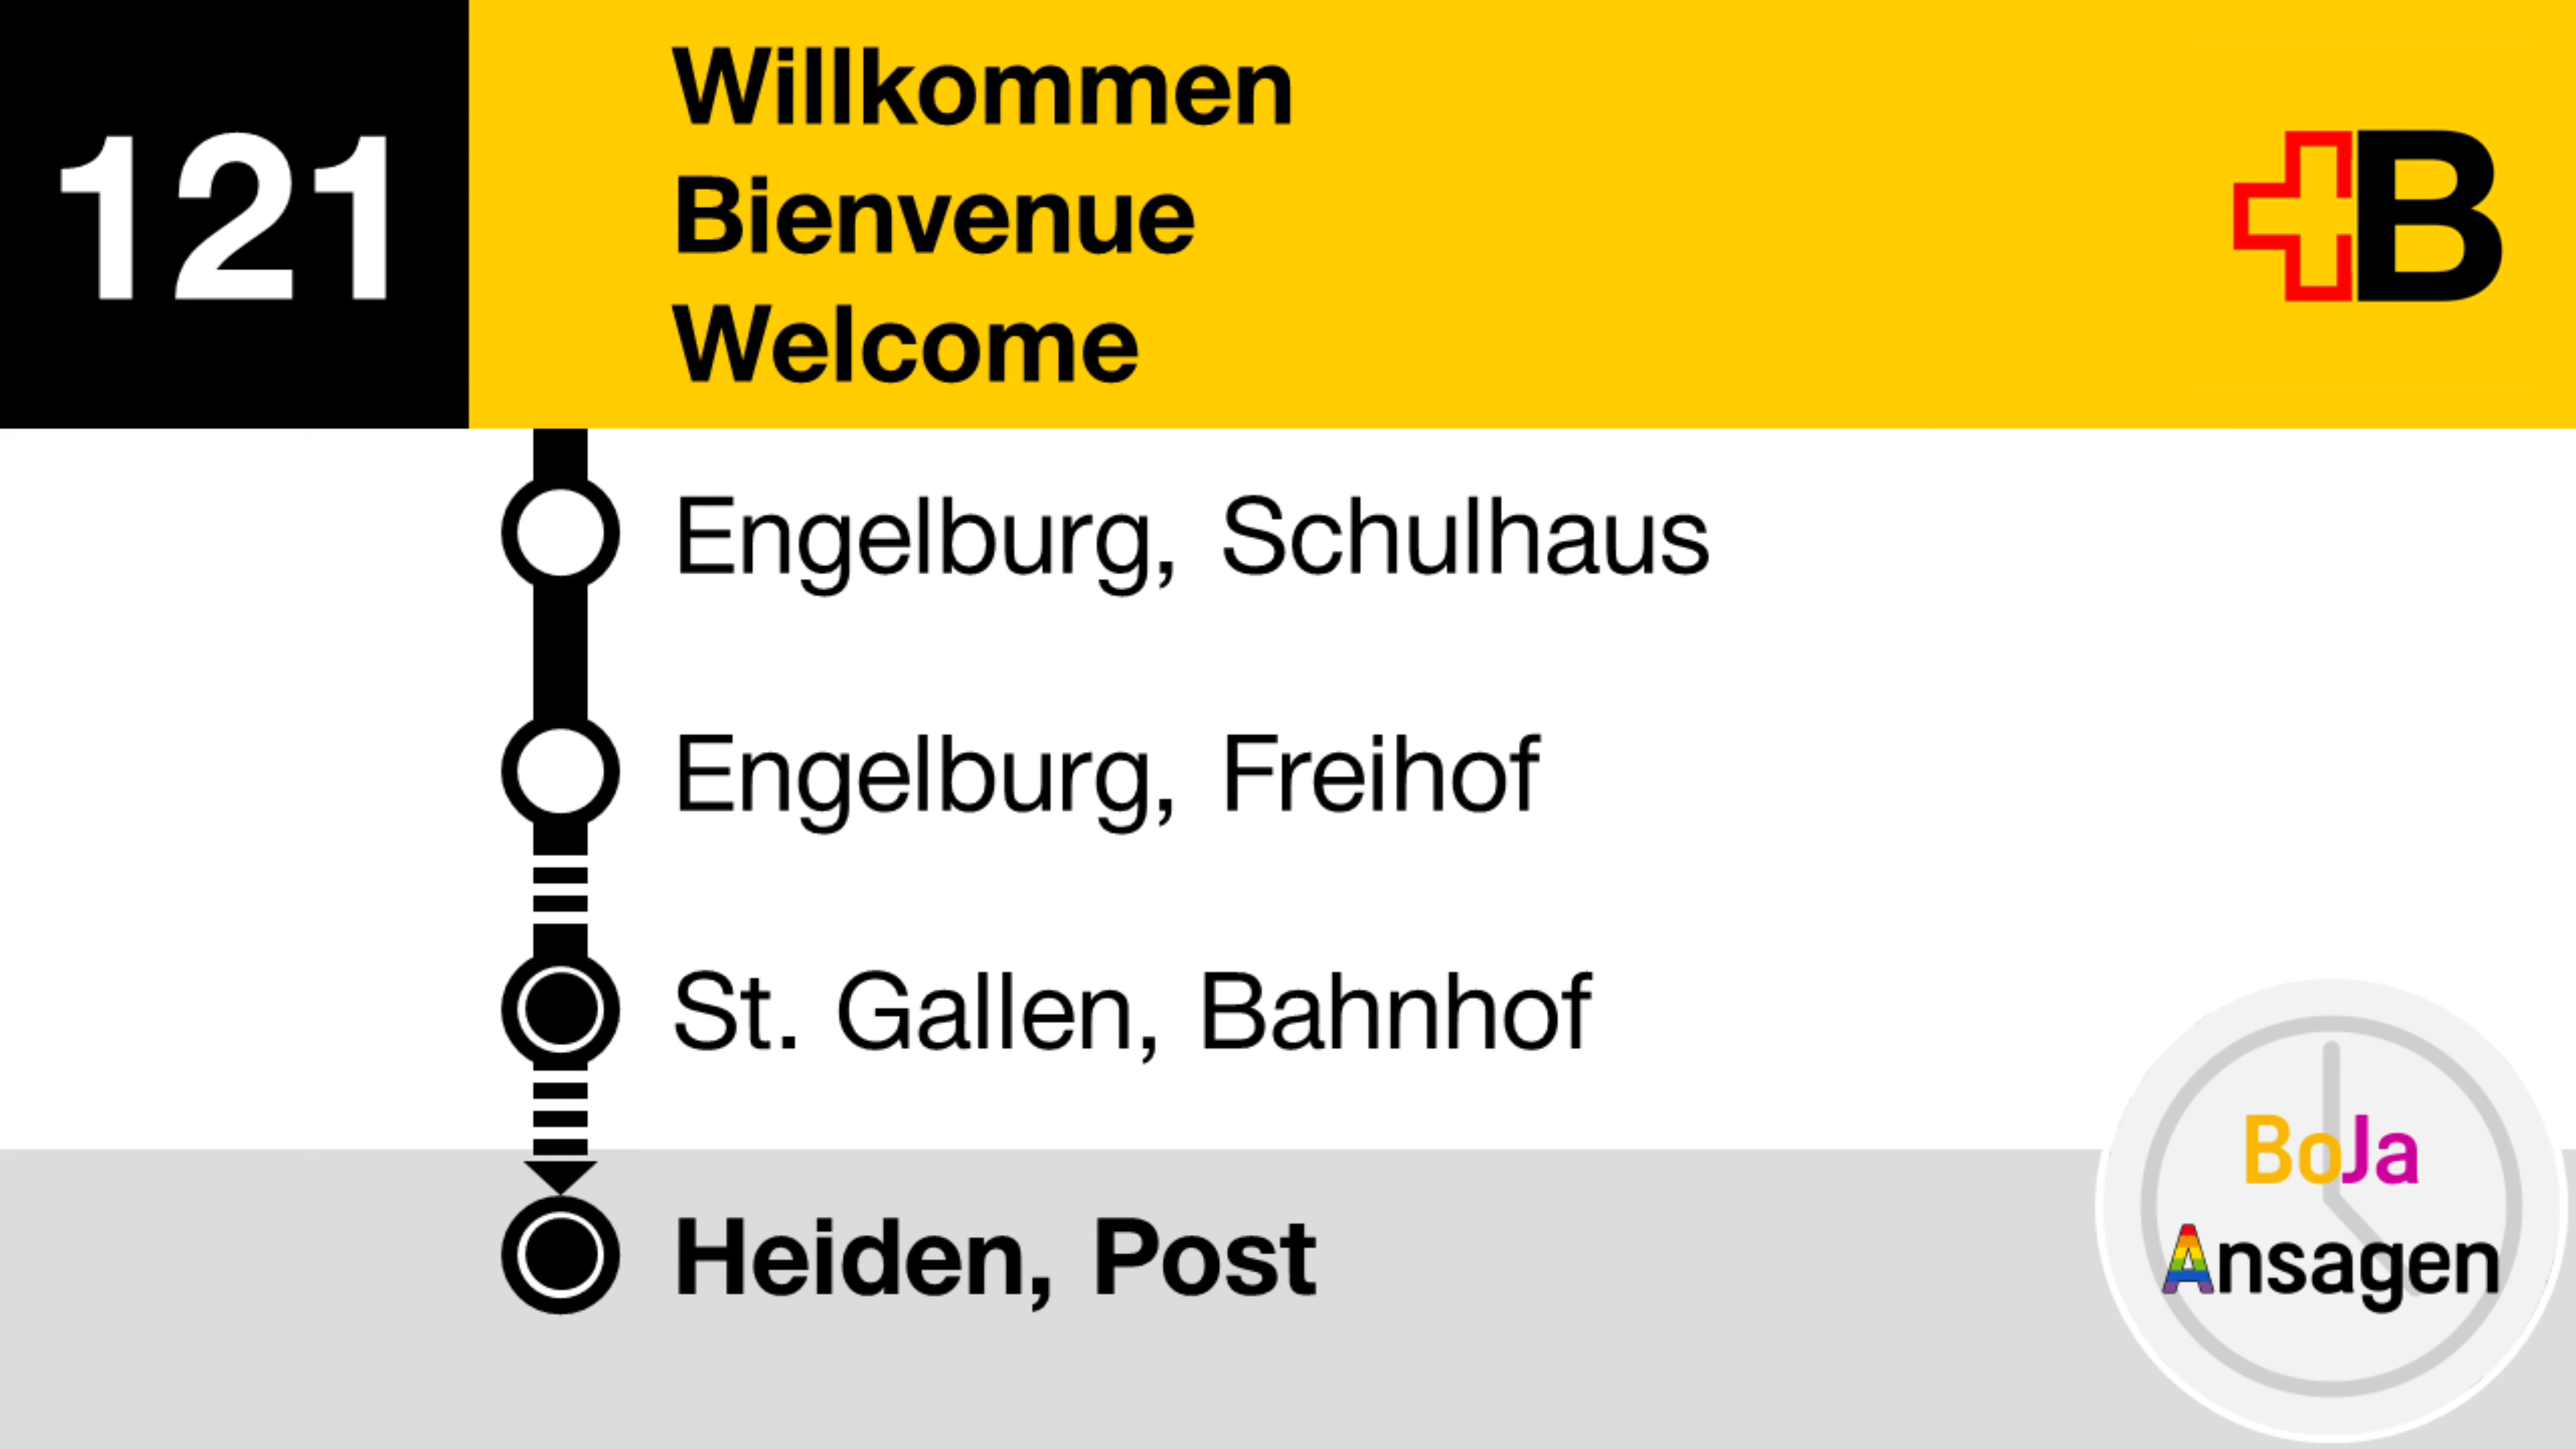 121
Willkommen
Bienvenue
Welcome
B
Engelburg, Schulhaus
Engelburg, Freihof
St. Gallen, Bahnhof
Heiden, Post
BoJa
Ansagen